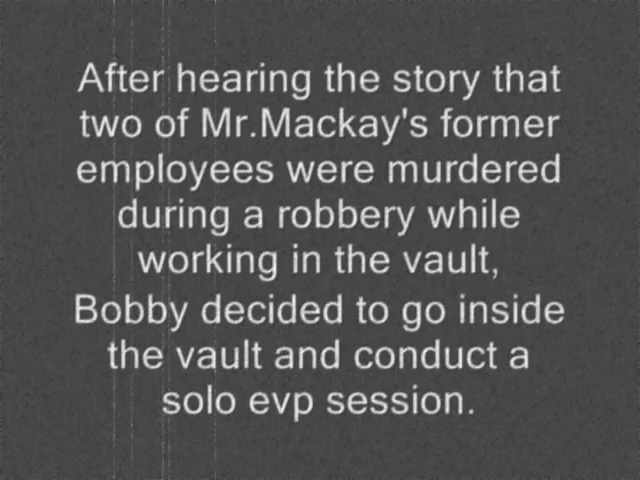 After hearing the story that
two of Mr.Mackay's former
employees were murdered
during a robbery while
working in the vault,
Bobby decided to go inside
the vault and conduct a
solo evp session.